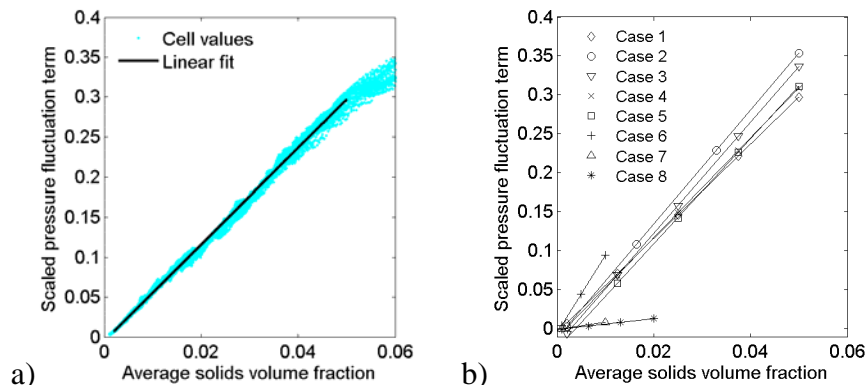 0.4
0.35
0.3
0.25
0.2
0.15
0.1
0.05
0
Scaled pressure fluctuation term
Cell values
Linear fit
0
0.02
0.04
0.06
Average solids volume fraction
a)
0.4
0.35
0.3
0.25
0.2
0.15
0.1
0.05
0
Scaled pressure fluctuation term
Case 1
Case 2
Case 3
Case 4
Case 5
Case 6
Case 7
Case 8
0
0.02
0.04
0.06
Average solids volume fraction
b)